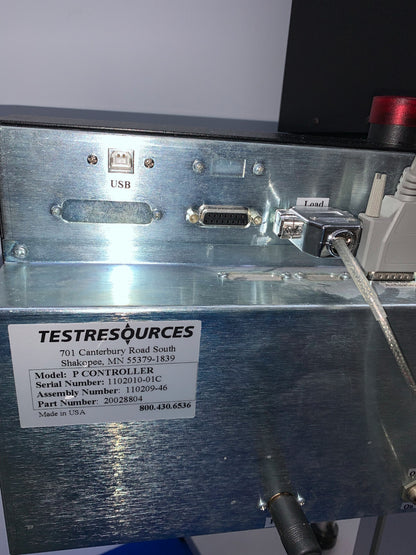 USB
Load
TESTRESOURCES
701 Canterbury Road South
Shakopee, MN 55379-1839
Model: P CONTROLLER
Serial Number: 1102010-01C
Assembly Number: 110209-46
Part Number: 20028804
Made in USA 800.430.6536